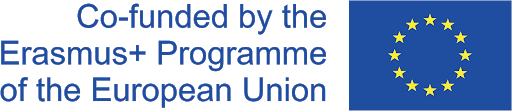 Co-funded by the
Erasmus+ Programme
of the European Union